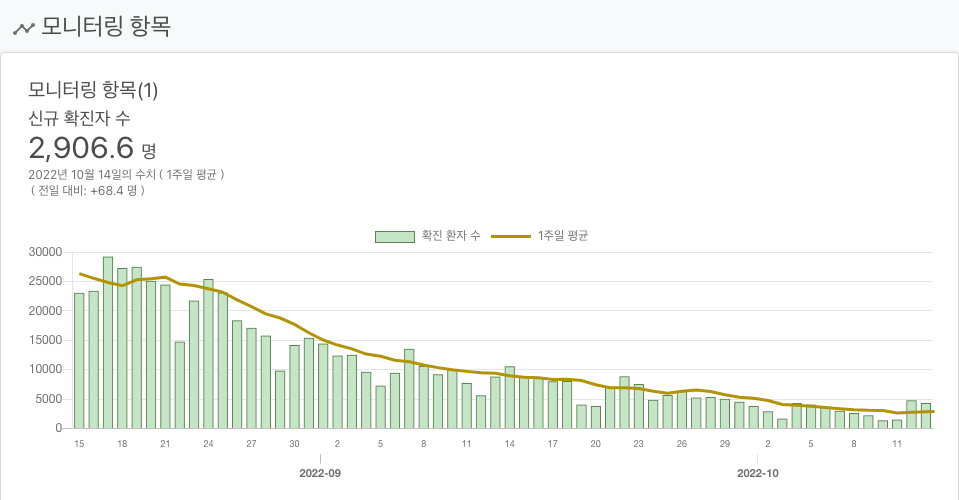 모니터링 항목
모니터링 항목(1)
신규 확진자 수
2,906.6 명
2022년 10월 14일의 수치 ( 1주일 평균 )
( 전일 대비: +68.4 명 )
확진 환자 수 1주일 평균
30000
25000
20000
15000
10000
5000
0
15 18 21 24 27 30 2 5 8 11 14 17 20 23 26 29 2 5 8 11
2022-09 2022-10